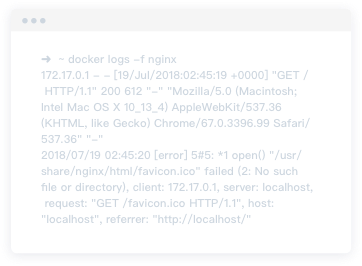 ➜ ~ docker logs -f nginx
172.17.0.1 - - [19/Jul/2018:02:45:19 +0000] "GET /
HTTP/1.1" 200 612 "-" "Mozilla/5.0 (Macintosh;
Intel Mac OS X 10_13_4) AppleWebKit/537.36
(KHTML, like Gecko) Chrome/67.0.3396.99 Safari/
537.36" "-"
2018/07/19 02:45:20 [error] 5#5: *1 open() "/usr/
share/nginx/html/favicon.ico" failed (2: No such
file or directory), client: 172.17.0.1, server: localhost,
request: "GET /favicon.ico HTTP/1.1", host:
"localhost", referrer: "http://localhost/"